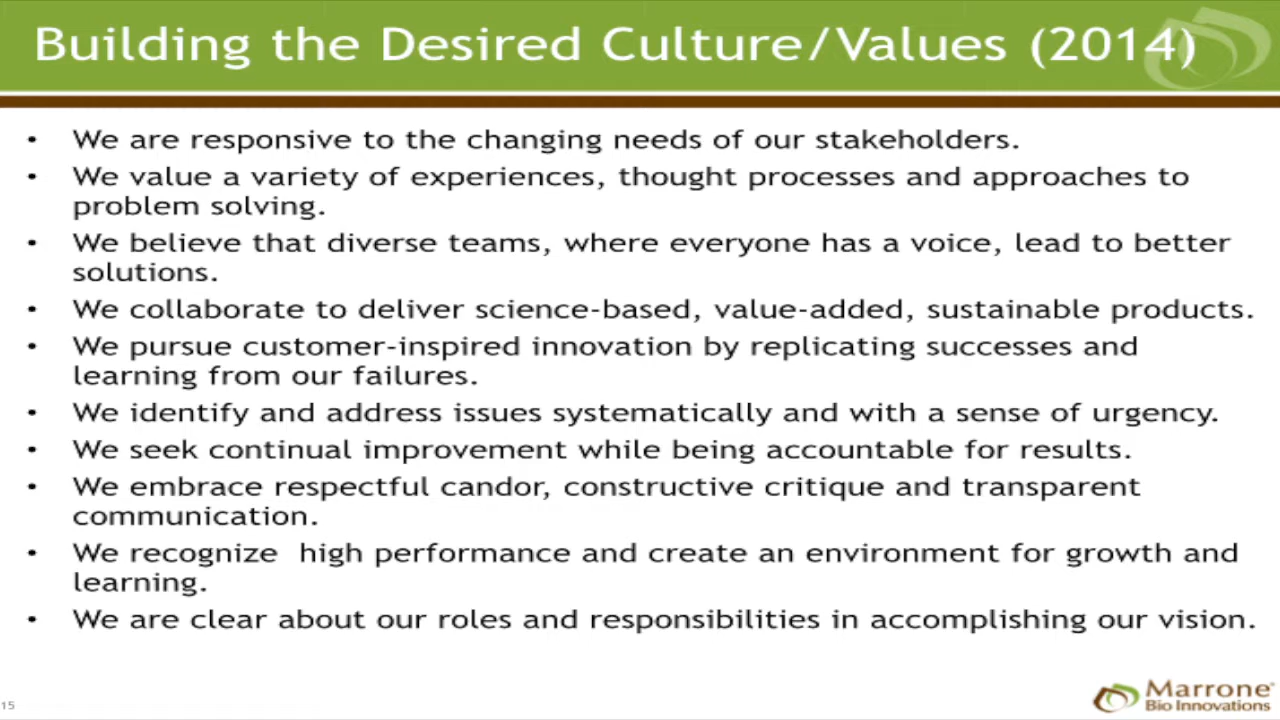 Building the Desired Culture/Values (2014)
• We are responsive to the changing needs of our stakeholders.
• We value a variety of experiences, thought processes and approaches to
problem solving.
• We believe that diverse teams, where everyone has a voice, lead to better
solutions.
• We collaborate to deliver science-based, value-added, sustainable products.
• We pursue customer-inspired innovation by replicating successes and
learning from our failures.
• We identify and address issues systematically and with a sense of urgency.
• We seek continual improvement while being accountable for results.
• We embrace respectful candor, constructive critique and transparent
communication.
• We recognize  high performance and create an environment for growth and
learning.
• We are clear about our roles and responsibilities in accomplishing our vision.
15
Marrone®
Bio Innovations